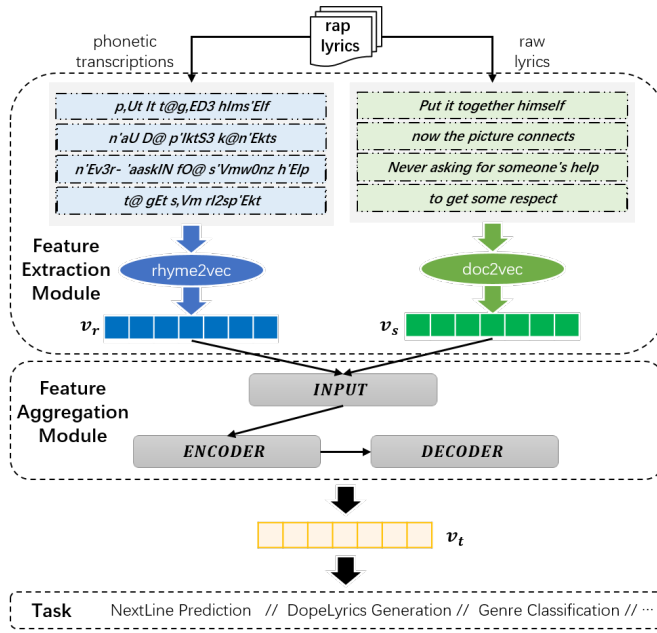 rap
lyrics
phonetic
transcriptions
raw
lyrics
p,Ut It t@g,ED3 hIms'Elf
n'aU D@ p'IktS3 k@n'Ekts
n'Ev3r- 'aaskIN fO@ s'Vmw0nz h'Elp
t@ gEt s,Vm rI2sp'Ekt
Put it together himself
now the picture connects
Never asking for someone's help
to get some respect
Feature
Extraction
Module
rhyme2vec
doc2vec
v_r
v_s
Feature
Aggregation
Module
INPUT
ENCODER
DECODER
v_t
Task NextLine Prediction // DopeLyrics Generation // Genre Classification // ···